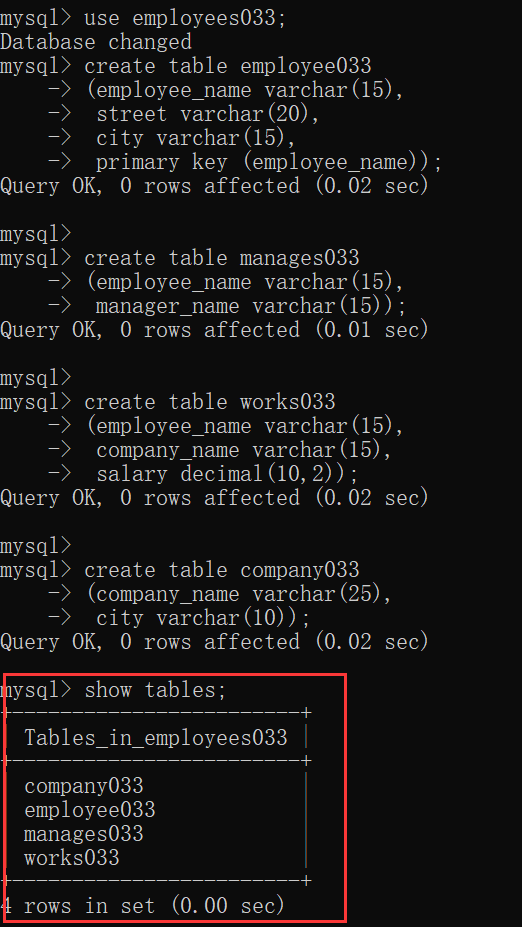 mysql> use employees033;
Database changed
mysql> create table employee033
    -> (employee_name varchar(15),
    ->  street varchar(20),
    ->  city varchar(15),
    ->  primary key (employee_name));
Query OK, 0 rows affected (0.02 sec)
mysql>
mysql> create table manages033
    -> (employee_name varchar(15),
    ->  manager_name varchar(15));
Query OK, 0 rows affected (0.01 sec)
mysql>
mysql> create table works033
    -> (employee_name varchar(15),
    ->  company_name varchar(15),
    ->  salary decimal(10,2));
Query OK, 0 rows affected (0.02 sec)
mysql>
mysql> create table company033
    -> (company_name varchar(25),
    ->  city varchar(10));
Query OK, 0 rows affected (0.02 sec)
mysql> show tables;
+------------------------+
| Tables_in_employees033 |
+------------------------+
| company033             |
| employee033            |
| manages033             |
| works033               |
+------------------------+
4 rows in set (0.00 sec)